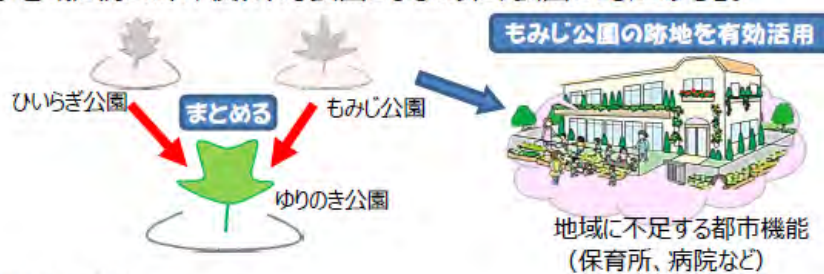 もみじ公園の跡地を有効活用
ひいらぎ公園
まとめる
もみじ公園
ゆりのき公園
地域に不足する都市機能
(保育所、病院など)